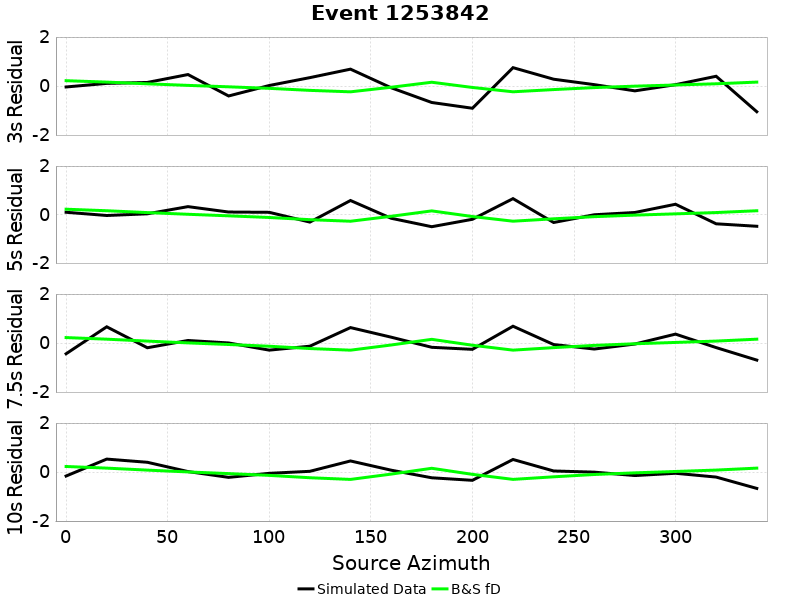 Event 1253842
3s Residual
2
0
-2
5s Residual
2
0
-2
7.5s Residual
2
0
-2
10s Residual
2
0
-2
0 50 100 150 200 250 300
Source Azimuth
Simulated Data B&S fD